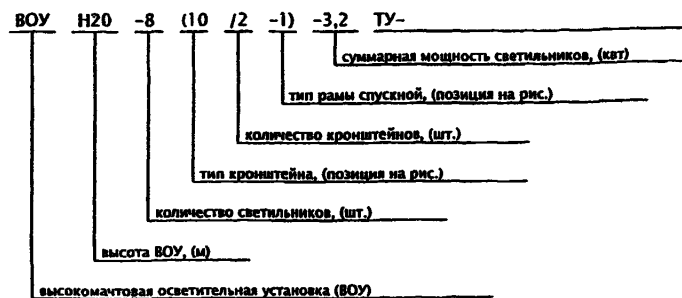 ВОУ Н20 -8 (10 /2 -1) -3,2 ТУ-
суммарная мощность светильников, (квт)
тип рамы спускной, (позиция на рис.)
количество кронштейнов, (шт.)
тип кронштейна, (позиция на рис.)
количество светильников, (шт.)
высота ВОУ, (м)
высокомачтовая осветительная установка (ВОУ)